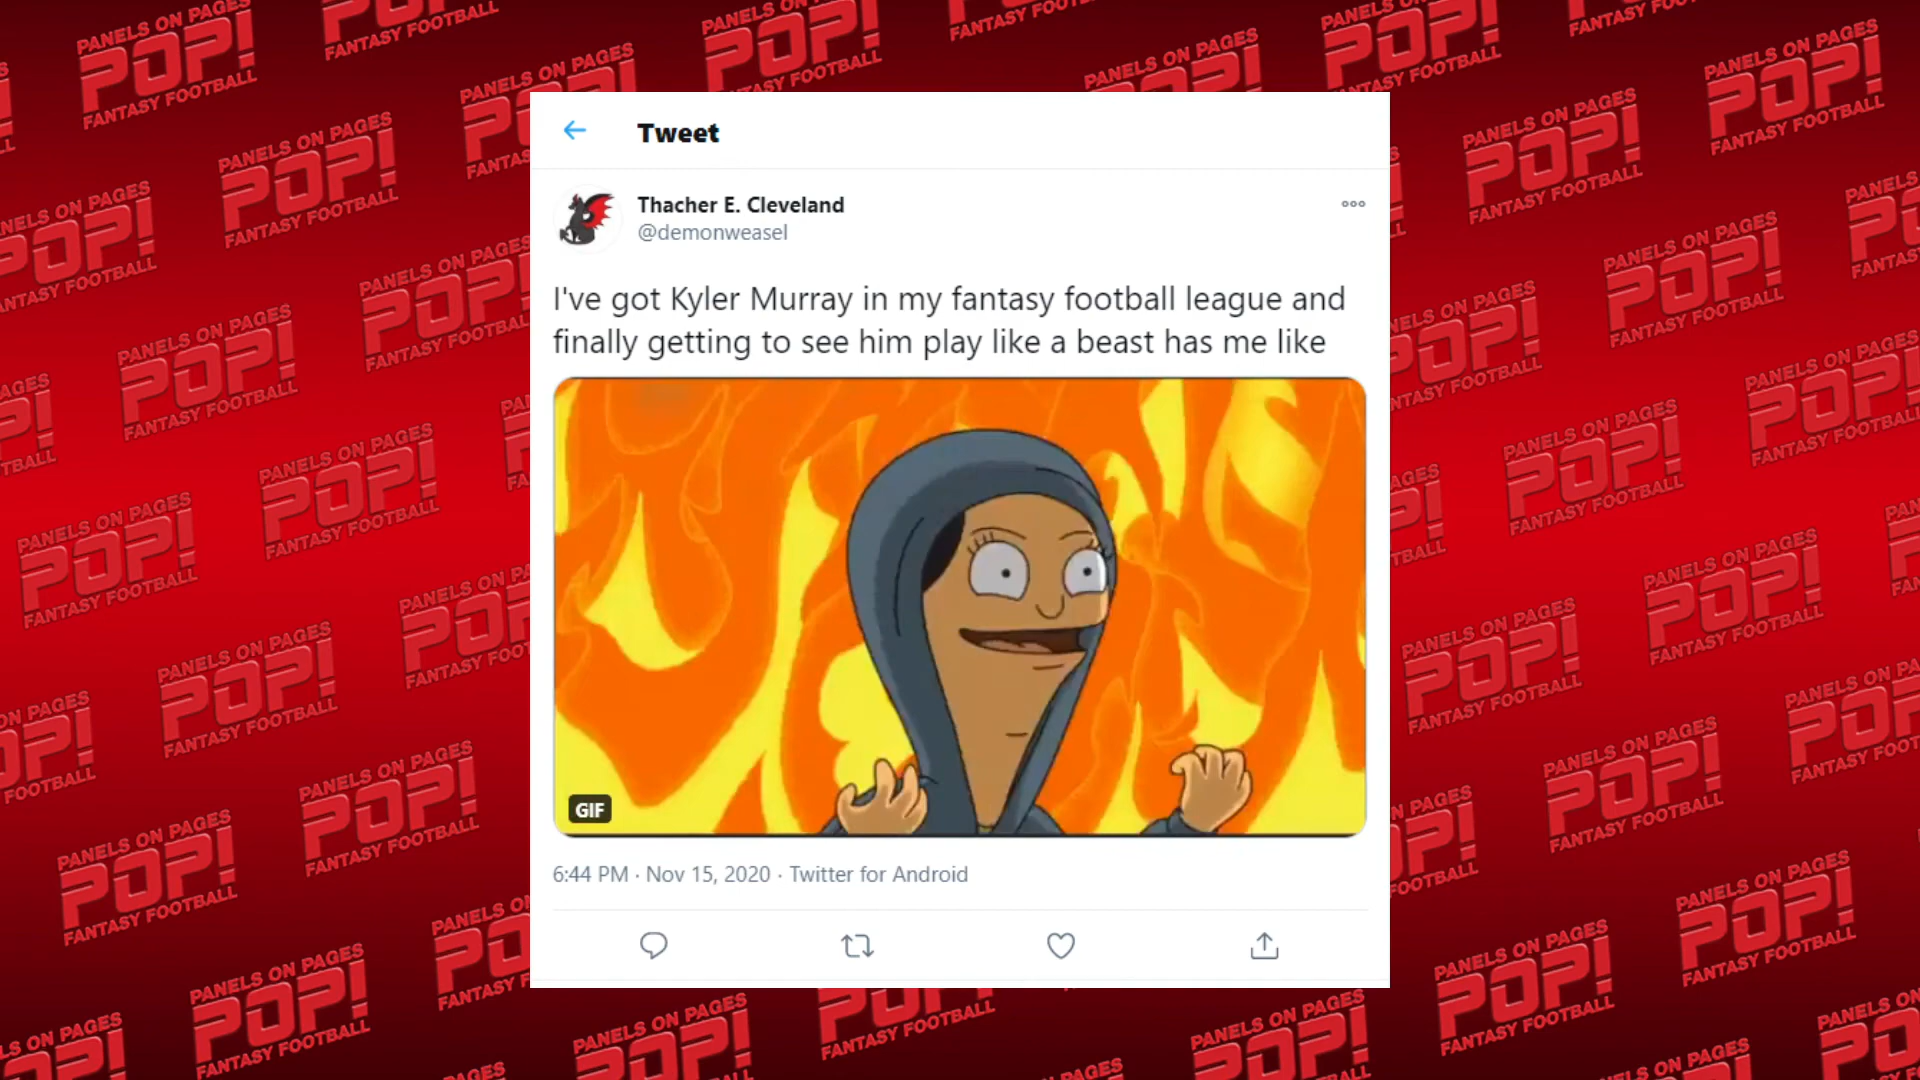 PANELS ON PAGES
POP!
FANTASY FOOTBALL
Tweet
Thacher E. Cleveland
@demonweasel
I've got Kyler Murray in my fantasy football league and
finally getting to see him play like a beast has me like
GIF
6:44 PM · Nov 15, 2020 · Twitter for Android